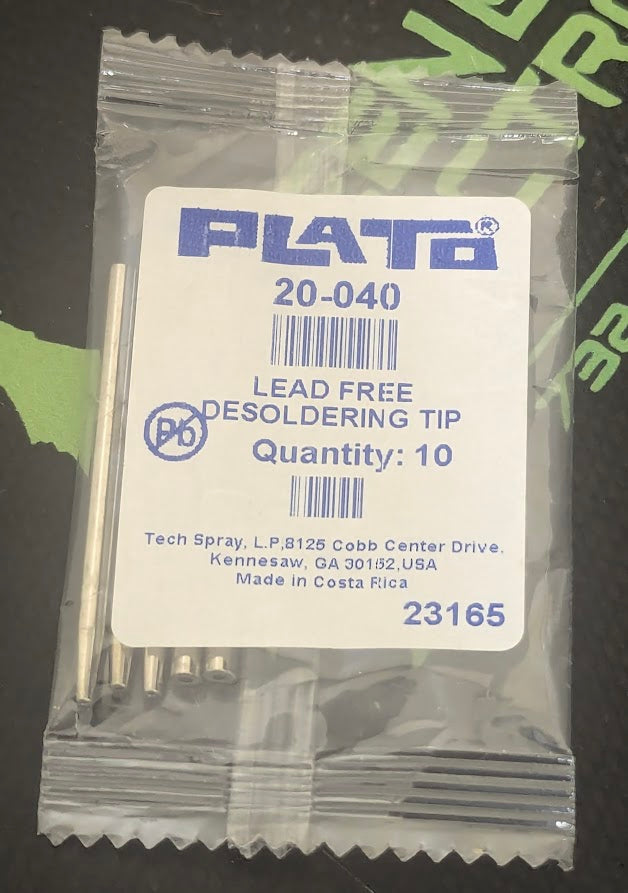 PLATO®
20-040
LEAD FREE
DESOLDERING TIP
Pb
Quantity: 10
Tech Spray, L.P,8125 Cobb Center Drive.
Kennesaw, GA 30152,USA
Made in Costa Rica
23165
32